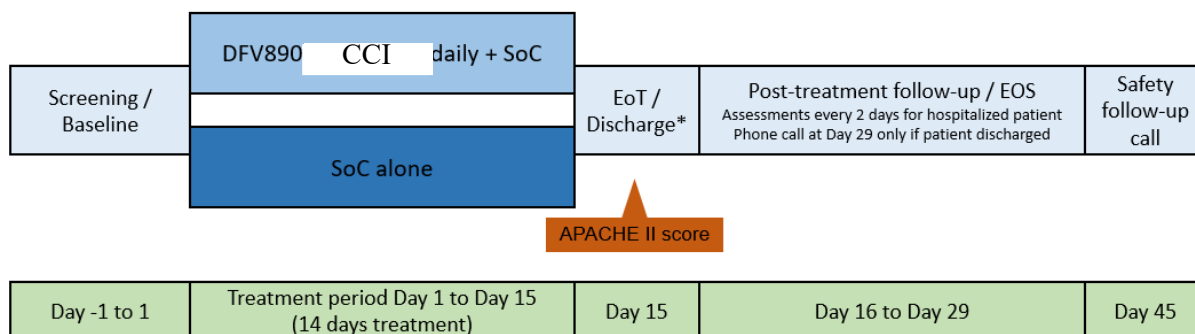 DFV890 CCI daily + SoC
Screening /
Baseline
SoC alone
EoT /
Discharge*
Post-treatment follow-up / EOS
Assessments every 2 days for hospitalized patient
Phone call at Day 29 only if patient discharged
Safety
follow-up
call
APACHE II score
Day -1 to 1
Treatment period Day 1 to Day 15
(14 days treatment)
Day 15
Day 16 to Day 29
Day 45